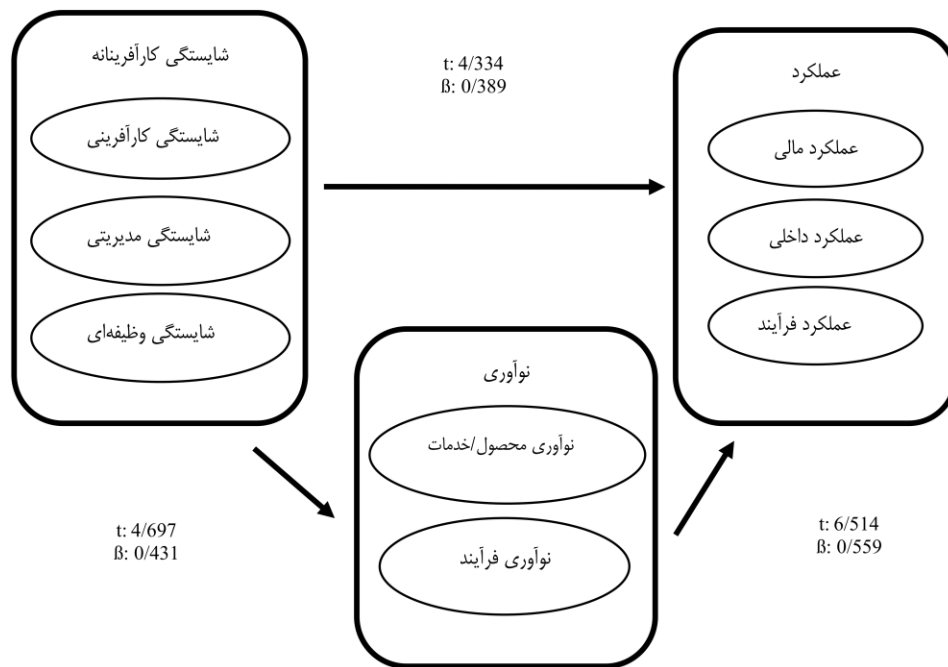 شایستگی کارآفرینانه
شایستگی کارآفرینی
شایستگی مدیریتی
شایستگی وظیفه‌ای
t: 4/334
ß: 0/389
عملکرد
عملکرد مالی
عملکرد داخلی
عملکرد فرآیند
نوآوری
نوآوری محصول/خدمات
نوآوری فرآیند
t: 4/697
ß: 0/431
t: 6/514
ß: 0/559